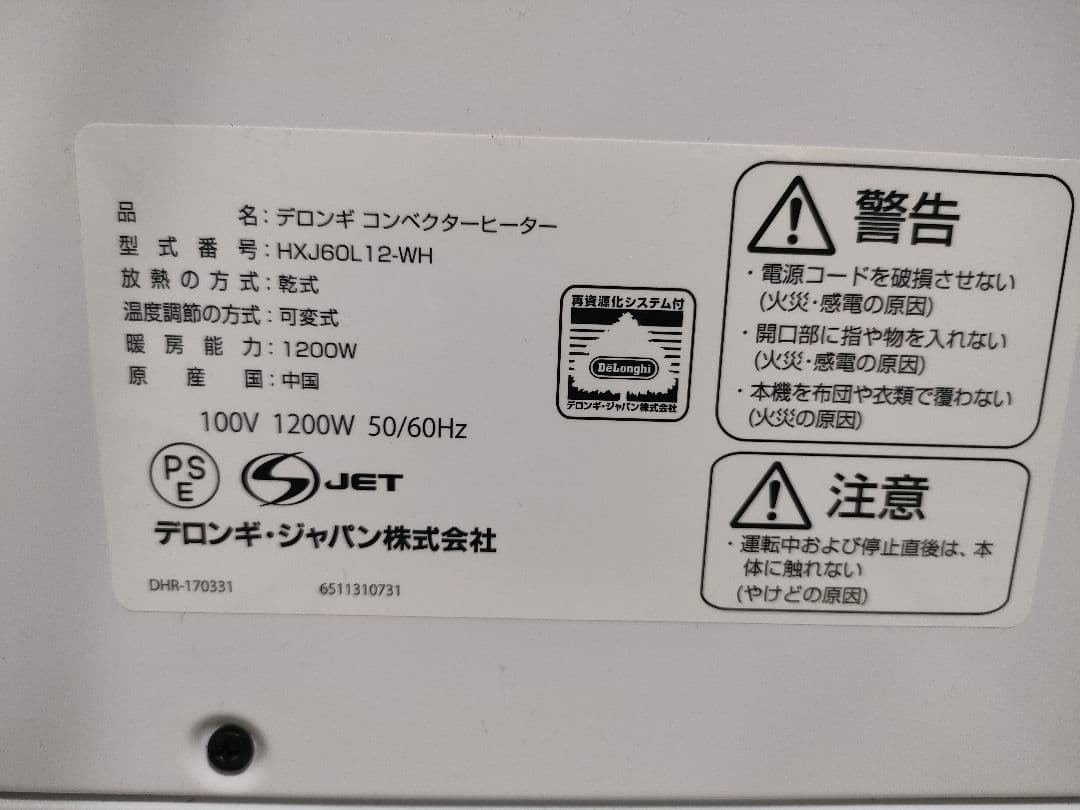 品名：デロンギ コンベクターヒーター
型式番号：HXJ60L12-WH
放熱の方式：乾式
温度調節の方式：可変式
暖房能力：1200W
原産国：中国
100V 1200W 50/60Hz
PS
E
S JET
デロンギ・ジャパン株式会社
DHR-170331 6511310731
再資源化システム付
DeLonghi
デロンギ・ジャパン株式会社
警告
・電源コードを破損させない
(火災・感電の原因)
・開口部に指や物を入れない
(火災・感電の原因)
・本機を布団や衣類で覆わない
(火災の原因)
注意
・運転中および停止直後は、本
体に触れない
(やけどの原因)